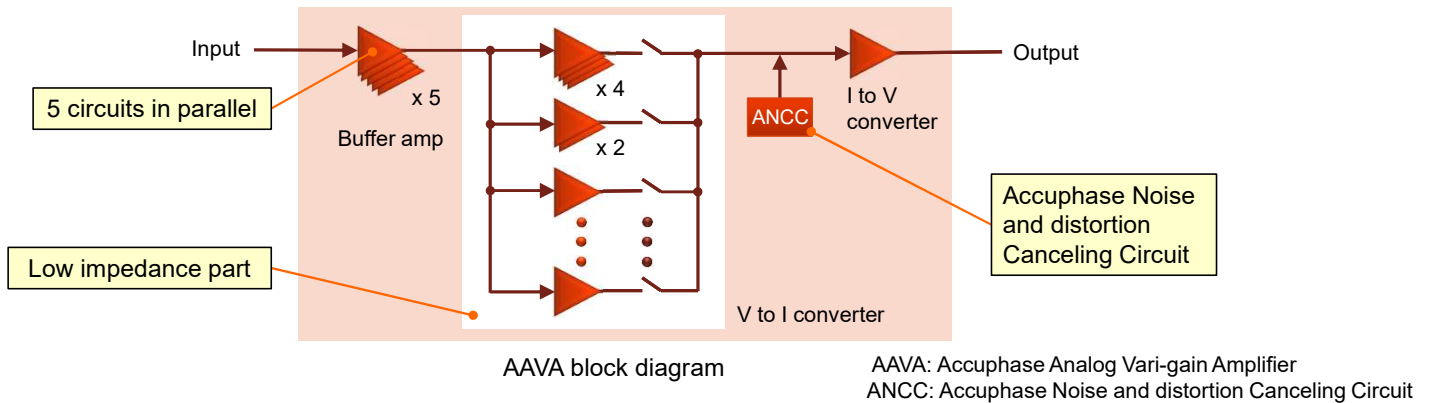 Input
Output
5 circuits in parallel
x 5
x 4
Buffer amp
x 2
ANCC
I to V
converter
Accuphase Noise
and distortion
Canceling Circuit
Low impedance part
V to I converter
AAVA block diagram
AAVA: Accuphase Analog Vari-gain Amplifier
ANCC: Accuphase Noise and distortion Canceling Circuit